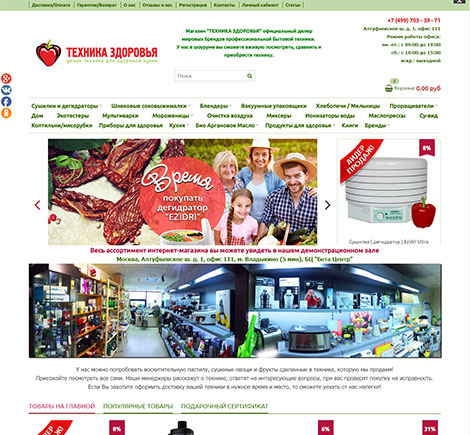 Доставка/Оплата Гарантии/Возврат О нас Отзывы о нас Регистрация Контакты Личный кабинет Статьи
ТЕХНИКА ЗДОРОВЬЯ
умная техника для здоровой кухни
Магазин "ТЕХНИКА ЗДОРОВЬЯ" официальный дилер
мировых брендов профессиональной бытовой техники.
У нас в шоуруме вы сможете вживую посмотреть, сравнить и
приобрести технику.
+7 (499) 703 - 39 - 71
Алтуфьевское ш. д. 1, офис 111
Режим работы офиса:
пн.-пт.: с 09:00 до 19:00
сб.: с 09:00 до 15:00
вскр.: выходной
Поиск
0
Корзина: 0.00 руб
Сушилки и дегидраторы Шнековые соковыжималки Блендеры Вакуумные упаковщики Хлебопечи / Мельницы Проращиватели
Дом Экотестеры Мультиварки Мороженицы Очистка воздуха Миксеры Ионизаторы воды Маслопрессы Су-вид
Коптильни/мясорубки Приборы для здоровья Кухня Био Аргановое Масло Продукты для здоровья Книги Бренды
Время
покупать
дегидратор
"EZIDRI"
ЛИДЕР
ПРОДАЖ!
8%
Сушилка ( дегидратор ) Ezidri Ultra
Весь ассортимент интернет-магазина вы можете увидеть в нашем демонстрационном зале
Москва, Алтуфьевское ш. д. 1, офис 111, м. Владыкино (5 мин), БЦ "Бета Центр"
У нас можно попробовать восхитительную пастилу, сушеные овощи и фрукты сделанные в технике, которую мы продаем!
Приезжайте посмотреть все сами. Наши менеджеры расскажут о технике, ответят на интересующие вопросы, при вас проверят покупку на исправность.
Если Вы захотите оформить доставку вашей техники в нужное время и место, то сможете уехать от нас налегке!
ТОВАРЫ НА ГЛАВНОЙ ПОПУЛЯРНЫЕ ТОВАРЫ ПОДАРОЧНЫЙ СЕРТИФИКАТ
8% 6% 31%